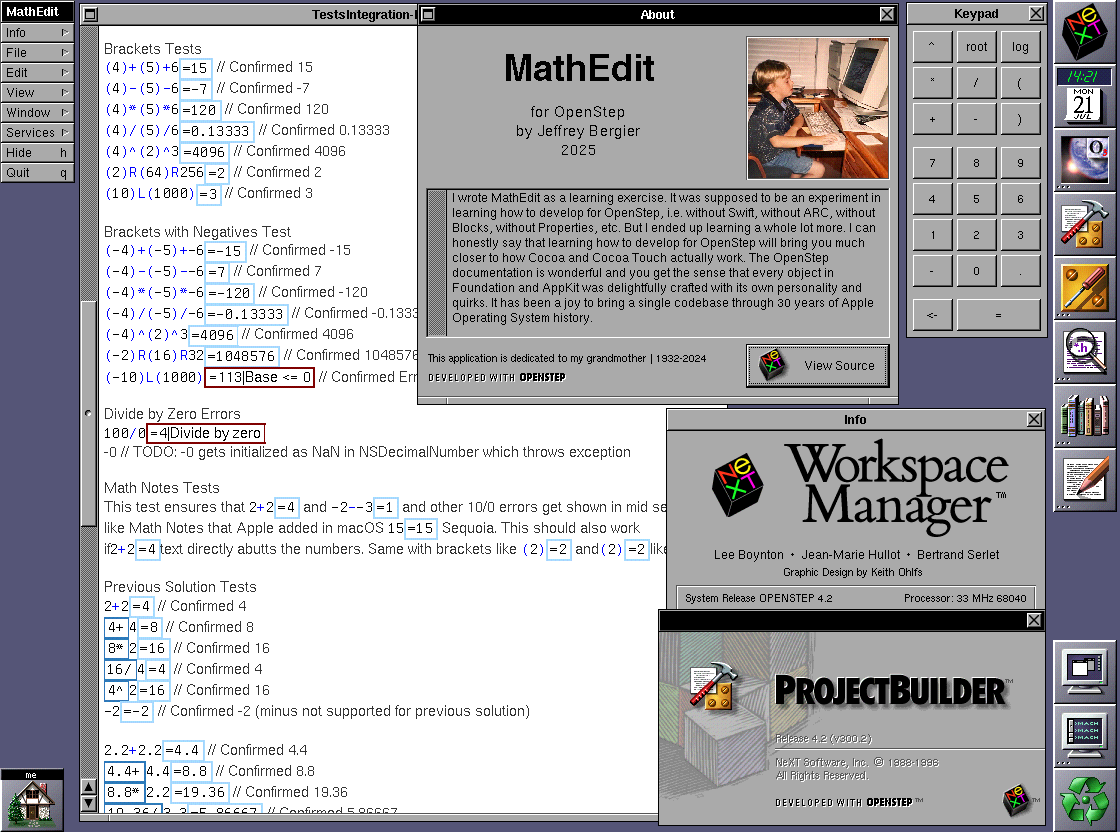 MathEdit
Info
File
Edit
View
Window
Services
Hide h
Quit q
TestsIntegration-
Brackets Tests
(4)+(5)+6=15 // Confirmed 15
(4)-(5)-6=-7 // Confirmed -7
(4)*(5)*6=120 // Confirmed 120
(4)/(5)/6=0.13333 // Confirmed 0.13333
(4)^(2)^3=4096 // Confirmed 4096
(2)R(64)R256=2 // Confirmed 2
(10)L(1000)=3 // Confirmed 3
Brackets with Negatives Test
(-4)+(-5)+-6=-15 // Confirmed -15
(-4)-(-5)--6=7 // Confirmed 7
(-4)*(-5)*-6=-120 // Confirmed -120
(-4)/(-5)/-6=-0.13333 // Confirmed -0.1333
(-4)^(2)^3=4096 // Confirmed 4096
(-2)R(16)R32=1048576 // Confirmed 1048576
(-10)L(1000)=113|Base <= 0 // Confirmed Err
Divide by Zero Errors
100/0=4|Divide by zero
-0 // TODO: -0 gets initialized as NaN in NSDecimalNumber which throws exception
Math Notes Tests
This test ensures that 2+2=4 and -2--3=1 and other 10/0 errors get shown in mid se
like Math Notes that Apple added in macOS 15=15 Sequoia. This should also work
if2+2=4text directly abutts the numbers. Same with brackets like (2)=2 and(2)=2like
Previous Solution Tests
2+2=4 // Confirmed 4
4+4=8 // Confirmed 8
8*2=16 // Confirmed 16
16/4=4 // Confirmed 4
4^2=16 // Confirmed 16
-2=-2 // Confirmed -2 (minus not supported for previous solution)
2.2+2.2=4.4 // Confirmed 4.4
4.4+4.4=8.8 // Confirmed 8.8
8.8*2.2=19.36 // Confirmed 19.36
19.36/3.3=5.86667 // Confirmed 5.86667
About
MathEdit
for OpenStep
by Jeffrey Bergier
2025
I wrote MathEdit as a learning exercise. It was supposed to be an experiment in
learning how to develop for OpenStep, i.e. without Swift, without ARC, without
Blocks, without Properties, etc. But I ended up learning a whole lot more. I can
honestly say that learning how to develop for OpenStep will bring you much
closer to how Cocoa and Cocoa Touch actually work. The OpenStep
documentation is wonderful and you get the sense that every object in
Foundation and AppKit was delightfully crafted with its own personality and
quirks. It has been a joy to bring a single codebase through 30 years of Apple
Operating System history.
This application is dedicated to my grandmother | 1932-2024
DEVELOPED WITH OPENSTEP
NeXT
View Source
Keypad
^ root log
* / (
+ - )
7 8 9
4 5 6
1 2 3
- 0 .
<- =
Info
NeXT
Workspace
Manager™
Lee Boynton • Jean-Marie Hullot • Bertrand Serlet
Graphic Design by Keith Ohlfs
System Release OPENSTEP 4.2 Processor: 33 MHz 68040
PROJECTBUILDER™
Release 4.2 (v300.2)
NeXT Software, Inc. © 1988-1996
All Rights Reserved.
DEVELOPED WITH OPENSTEP™
NeXT™
NeXT
14:21
MON
21
JUL
O
*.h
MACH
MACH
me